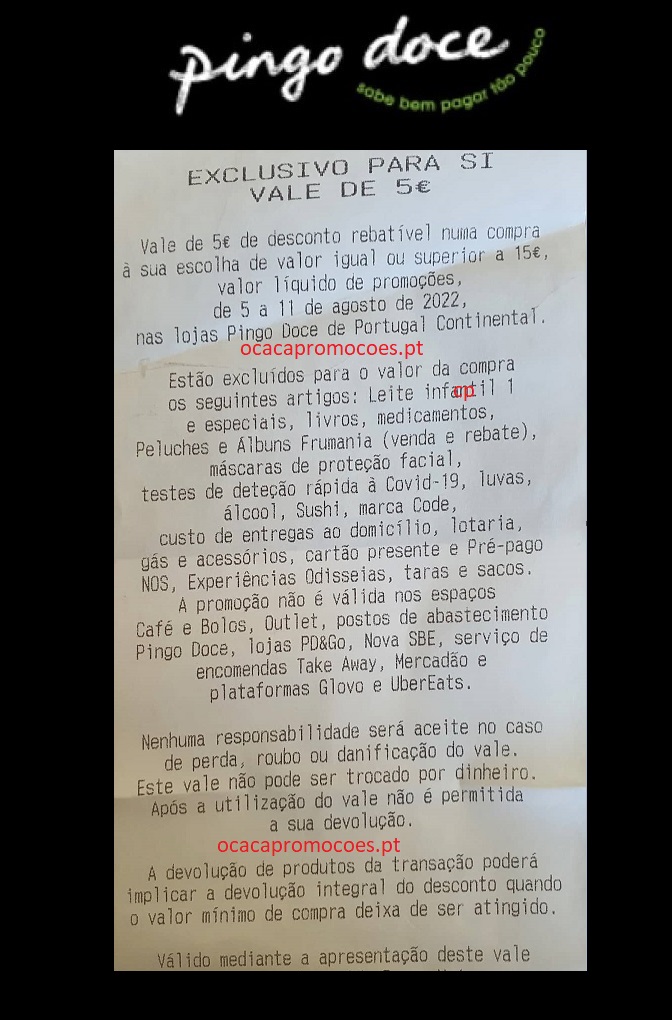 pingo doce
sabe bem pagar tão pouco
EXCLUSIVO PARA SI
VALE DE 5€
Vale de 5€ de desconto rebatível numa compra
à sua escolha de valor igual ou superior a 15€,
valor líquido de promoções,
de 5 a 11 de agosto de 2022,
nas lojas Pingo Doce de Portugal Continental.
ocacapromocoes.pt
Estão excluídos para o valor da compra
os seguintes artigos: Leite infantil 1
e especiais, livros, medicamentos,
Peluches e Albuns Frumania (venda e rebate),
máscaras de proteção facial,
testes de deteção rápida à Covid-19, luvas,
álcool, Sushi, marca Code,
custo de entregas ao domicílio, lotaria,
gás e acessórios, cartão presente e Pré-pago
NOS, Experiências Odisseias, taras e sacos.
A promoção não é válida nos espaços
Café e Bolos, Outlet, postos de abastecimento
Pingo Doce, lojas PD&Go, Nova SBE, serviço de
encomendas Take Away, Mercadão e
plataformas Glovo e UberEats.
Nenhuma responsabilidade será aceite no caso
de perda, roubo ou danificação do vale.
Este vale não pode ser trocado por dinheiro.
Após a utilização do vale não é permitida
a sua devolução.
ocacapromocoes.pt
A devolução de produtos da transação poderá
implicar a devolução integral do desconto quando
o valor mínimo de compra deixa de ser atingido.
Válido mediante a apresentação deste vale